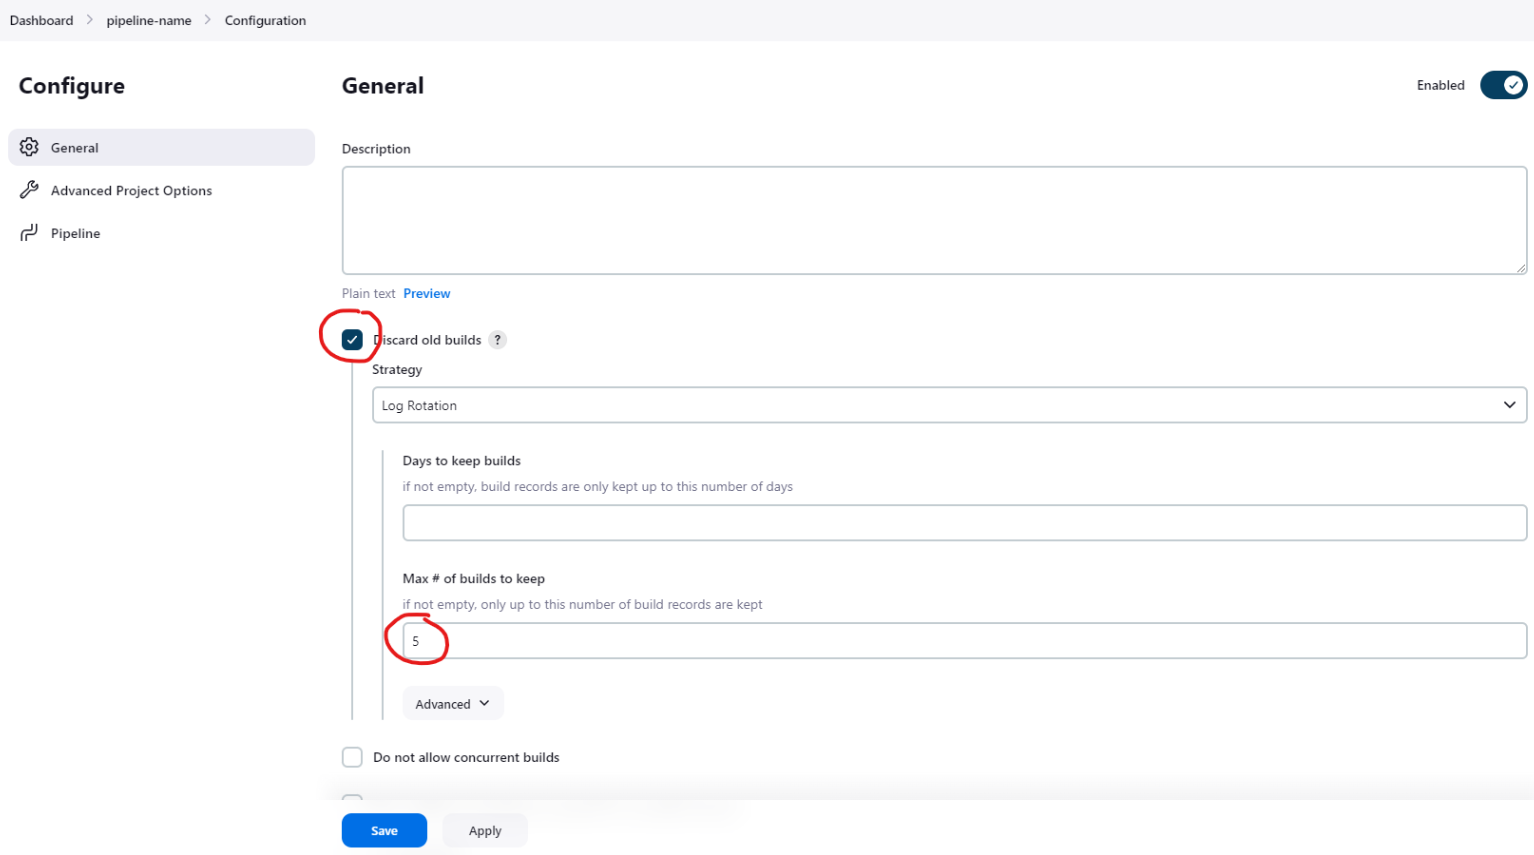 Dashboard > pipeline-name > Configuration
Configure
General
Enabled
General
Advanced Project Options
Pipeline
Description
Plain text Preview
Discard old builds ?
Strategy
Log Rotation
Days to keep builds
if not empty, build records are only kept up to this number of days
Max # of builds to keep
if not empty, only up to this number of build records are kept
5
Advanced
Do not allow concurrent builds
Save
Apply